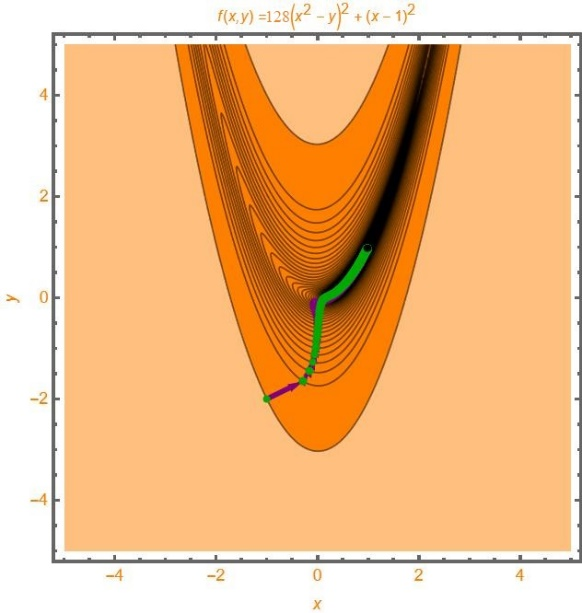 f(x,y) =128(x² − y)² + (x − 1)²
4
2
0
−2
−4
y
−4 −2 0 2 4
x